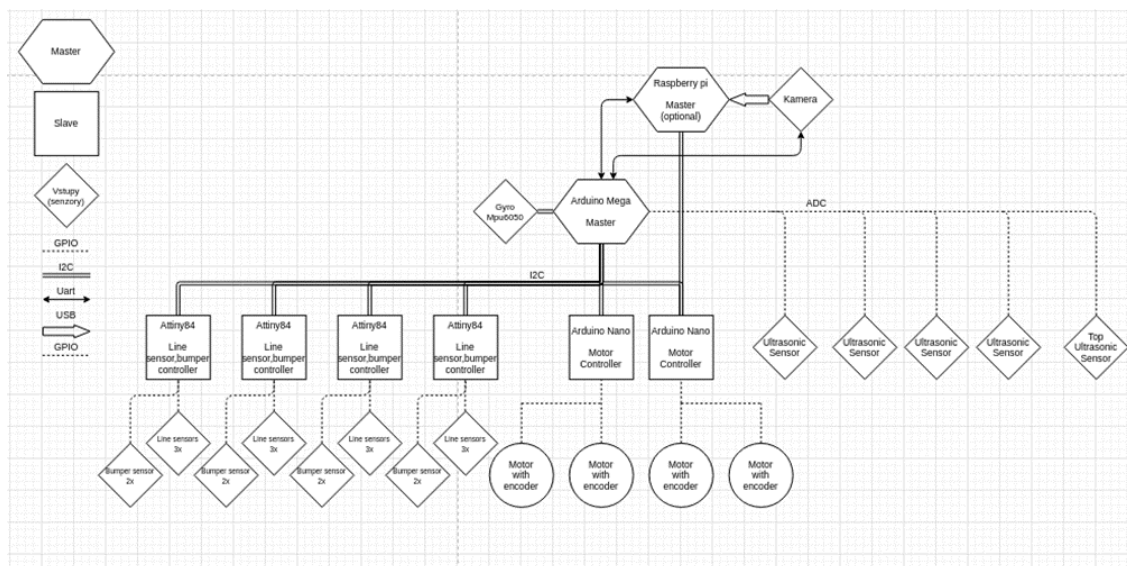 Master
Slave
Vstupy
(senzory)
GPIO
I2C
Uart
USB
GPIO
Raspberry pi
Master
(optional)
Kamera
Gyro
Mpu6050
Arduino Mega
Master
ADC
I2C
Attiny84
Line
sensor,bumper
controller
Attiny84
Line
sensor,bumper
controller
Attiny84
Line
sensor,bumper
controller
Attiny84
Line
sensor,bumper
controller
Arduino Nano
Motor
Controller
Arduino Nano
Motor
Controller
Ultrasonic
Sensor
Ultrasonic
Sensor
Ultrasonic
Sensor
Ultrasonic
Sensor
Top
Ultrasonic
Sensor
Bumper sensor
2x
Line sensors
3x
Bumper sensor
2x
Line sensors
3x
Bumper sensor
2x
Line sensors
3x
Bumper sensor
2x
Line sensors
3x
Motor
with
encoder
Motor
with
encoder
Motor
with
encoder
Motor
with
encoder